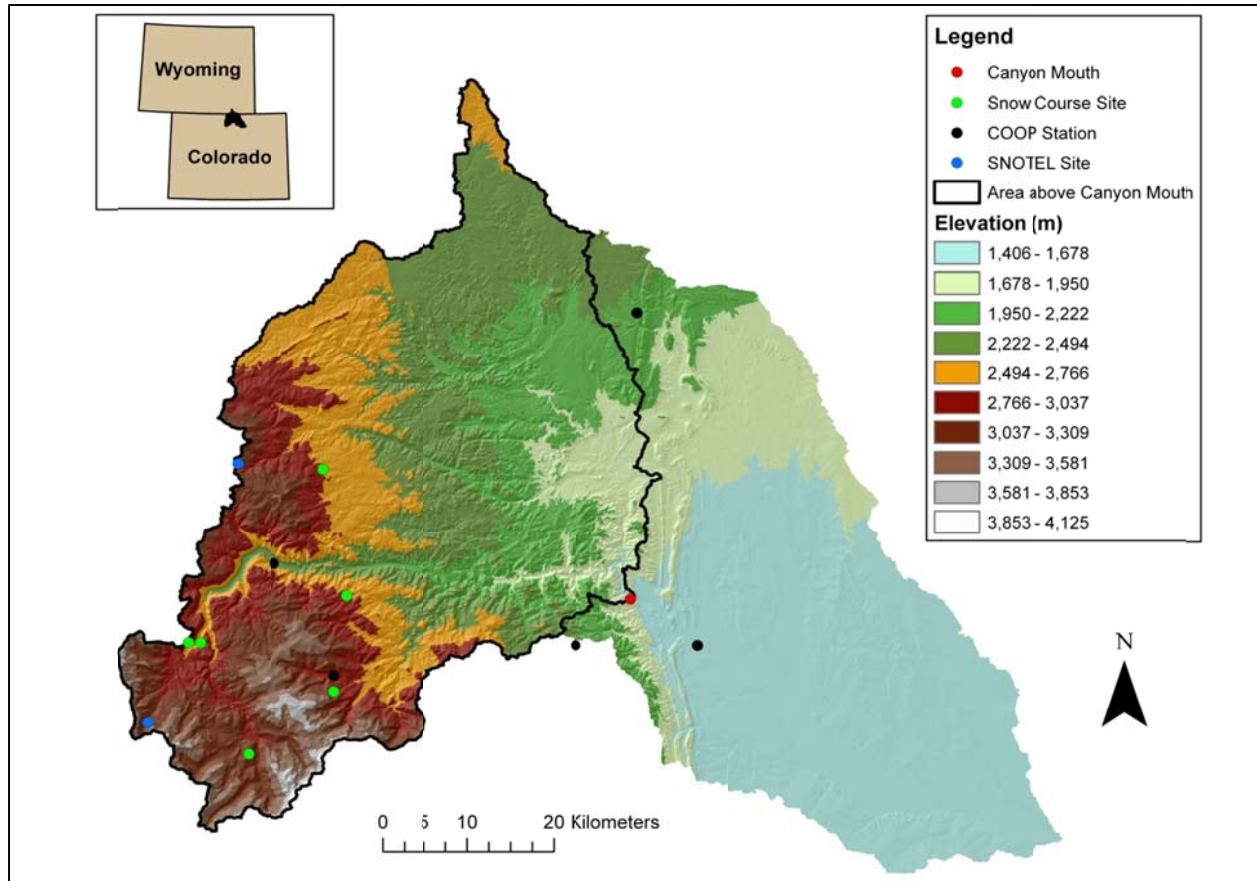 Wyoming
Colorado
Legend
Canyon Mouth
Snow Course Site
COOP Station
SNOTEL Site
Area above Canyon Mouth
Elevation (m)
1,406 - 1,678
1,678 - 1,950
1,950 - 2,222
2,222 - 2,494
2,494 - 2,766
2,766 - 3,037
3,037 - 3,309
3,309 - 3,581
3,581 - 3,853
3,853 - 4,125
N
0 5 10 20 Kilometers